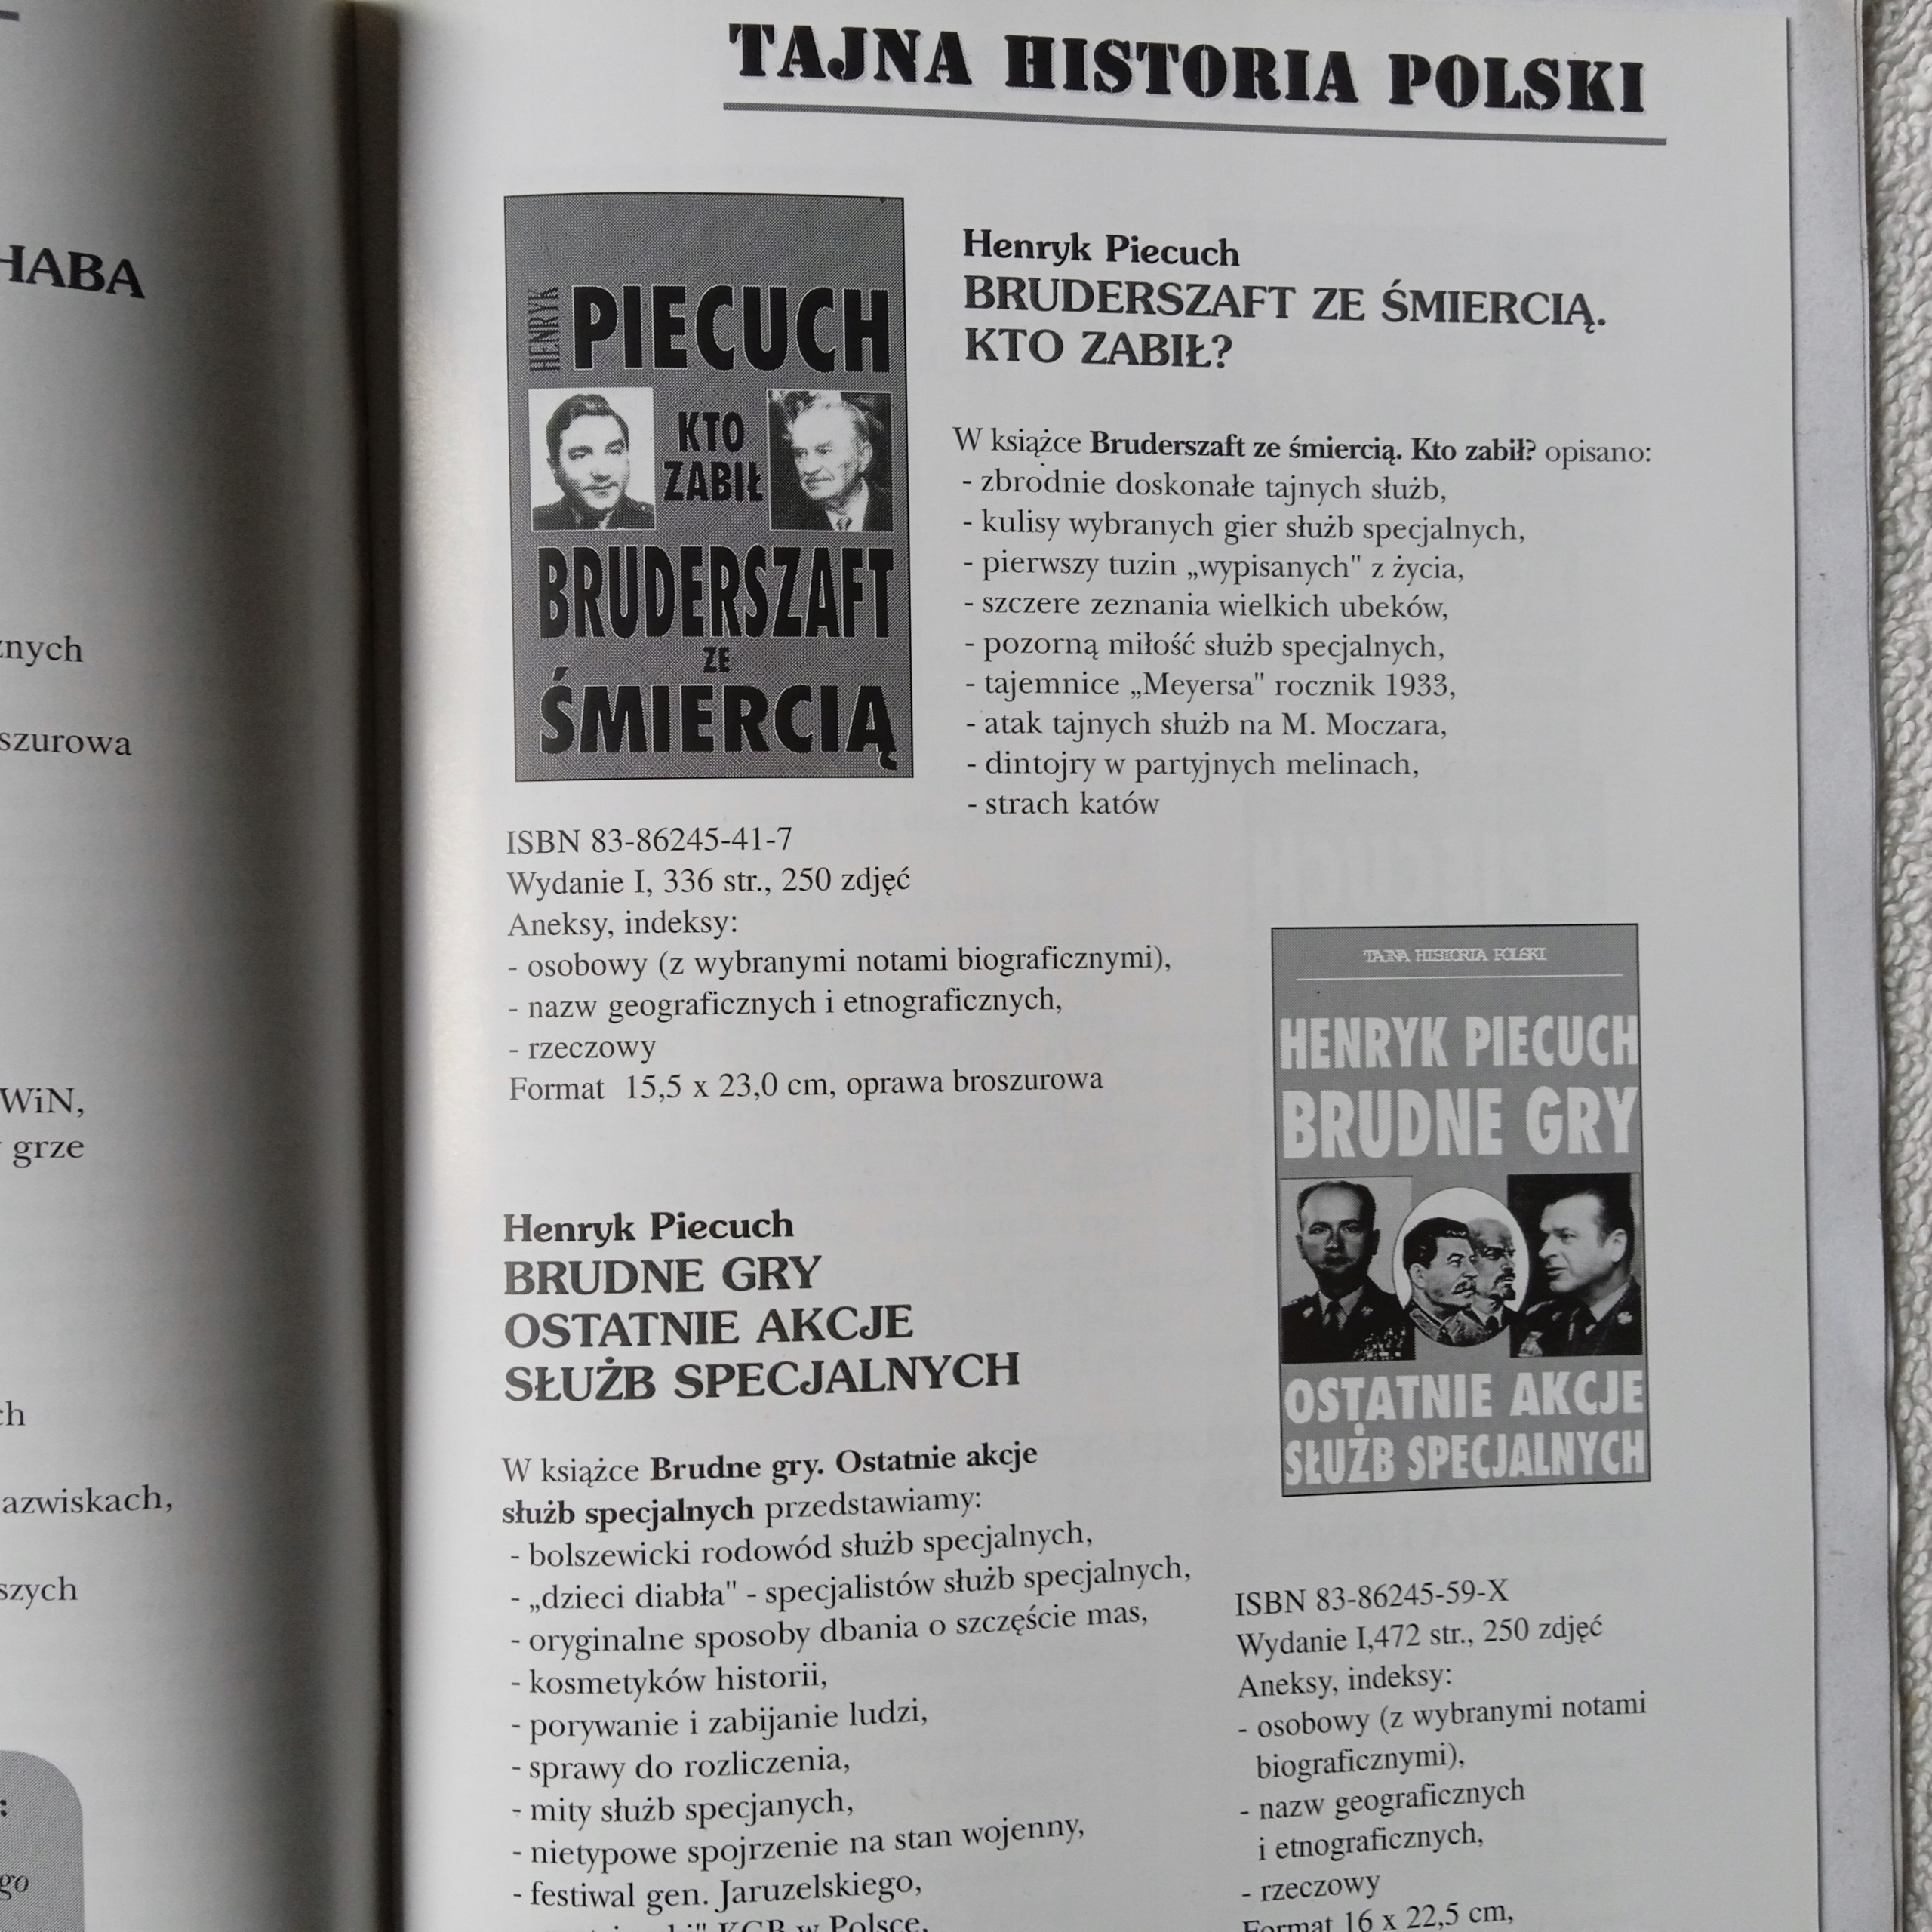 HABA
znych
szurowa
WiN,
grze
ch
azwiskach,
szych
:
go
TAJNA HISTORIA POLSKI
HENRYK
PIECUCH
KTO
ZABIŁ
BRUDERSZAFT
ZE
ŚMIERCIĄ
Henryk Piecuch
BRUDERSZAFT ZE ŚMIERCIĄ.
KTO ZABIŁ?
W książce Bruderszaft ze śmiercią. Kto zabił? opisano:
- zbrodnie doskonałe tajnych służb,
- kulisy wybranych gier służb specjalnych,
- pierwszy tuzin „wypisanych" z życia,
- szczere zeznania wielkich ubeków,
- pozorną miłość służb specjalnych,
- tajemnice „Meyersa" rocznik 1933,
- atak tajnych służb na M. Moczara,
- dintojry w partyjnych melinach,
- strach katów
ISBN 83-86245-41-7
Wydanie I, 336 str., 250 zdjęć
Aneksy, indeksy:
- osobowy (z wybranymi notami biograficznymi),
- nazw geograficznych i etnograficznych,
- rzeczowy
Format 15,5 x 23,0 cm, oprawa broszurowa
TAJNA HISTORIA POLSKI
HENRYK PIECUCH
BRUDNE GRY
OSTATNIE AKCJE
SŁUŻB SPECJALNYCH
Henryk Piecuch
BRUDNE GRY
OSTATNIE AKCJE
SŁUŻB SPECJALNYCH
W książce Brudne gry. Ostatnie akcje
służb specjalnych przedstawiamy:
- bolszewicki rodowód służb specjalnych,
- „dzieci diabła" - specjalistów służb specjalnych,
- oryginalne sposoby dbania o szczęście mas,
- kosmetyków historii,
- porywanie i zabijanie ludzi,
- sprawy do rozliczenia,
- mity służb specjanych,
- nietypowe spojrzenie na stan wojenny,
- festiwal gen. Jaruzelskiego,
KGB w Polsce,
ISBN 83-86245-59-X
Wydanie I,472 str., 250 zdjęć
Aneksy, indeksy:
- osobowy (z wybranymi notami
biograficznymi),
- nazw geograficznych
i etnograficznych,
- rzeczowy
Format 16 x 22,5 cm,